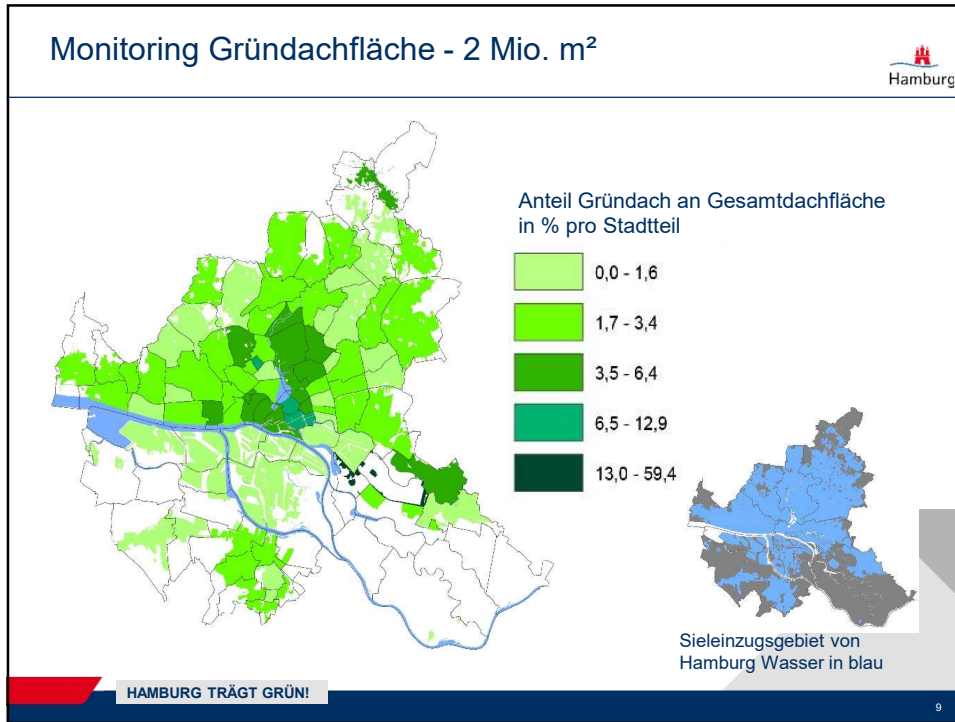 Monitoring Gründachfläche - 2 Mio. m²
Hamburg
Anteil Gründach an Gesamtdachfläche
in % pro Stadtteil
0,0 - 1,6
1,7 - 3,4
3,5 - 6,4
6,5 - 12,9
13,0 - 59,4
Sieleinzugsgebiet von
Hamburg Wasser in blau
HAMBURG TRÄGT GRÜN!
9